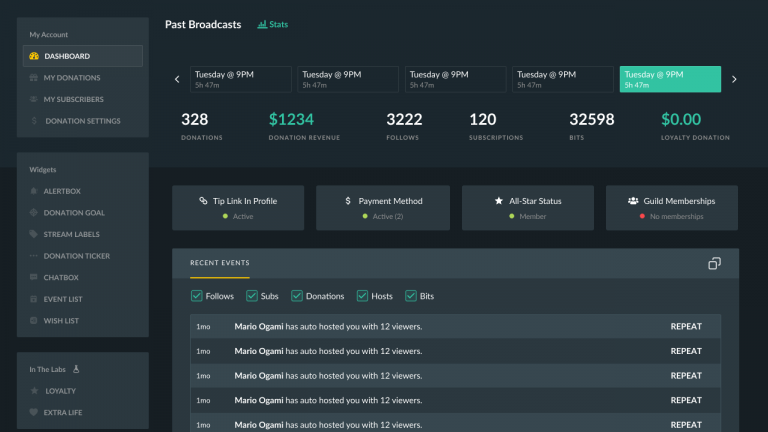 My Account
DASHBOARD
MY DONATIONS
MY SUBSCRIBERS
DONATION SETTINGS
Widgets
ALERTBOX
DONATION GOAL
STREAM LABELS
DONATION TICKER
CHATBOX
EVENT LIST
WISH LIST
In The Labs
LOYALTY
EXTRA LIFE
Past Broadcasts Stats
Tuesday @ 9PM Tuesday @ 9PM Tuesday @ 9PM Tuesday @ 9PM Tuesday @ 9PM
5h 47m 5h 47m 5h 47m 5h 47m 5h 47m
328 $1234 3222 120 32598 $0.00
DONATIONS DONATION REVENUE FOLLOWS SUBSCRIPTIONS BITS LOYALTY DONATION
Tip Link In Profile Payment Method All-Star Status Guild Memberships
Active Active (2) Member No memberships
RECENT EVENTS
Follows Subs Donations Hosts Bits
1mo Mario Ogami has auto hosted you with 12 viewers. REPEAT
1mo Mario Ogami has auto hosted you with 12 viewers. REPEAT
1mo Mario Ogami has auto hosted you with 12 viewers. REPEAT
1mo Mario Ogami has auto hosted you with 12 viewers. REPEAT
1mo Mario Ogami has auto hosted you with 12 viewers. REPEAT